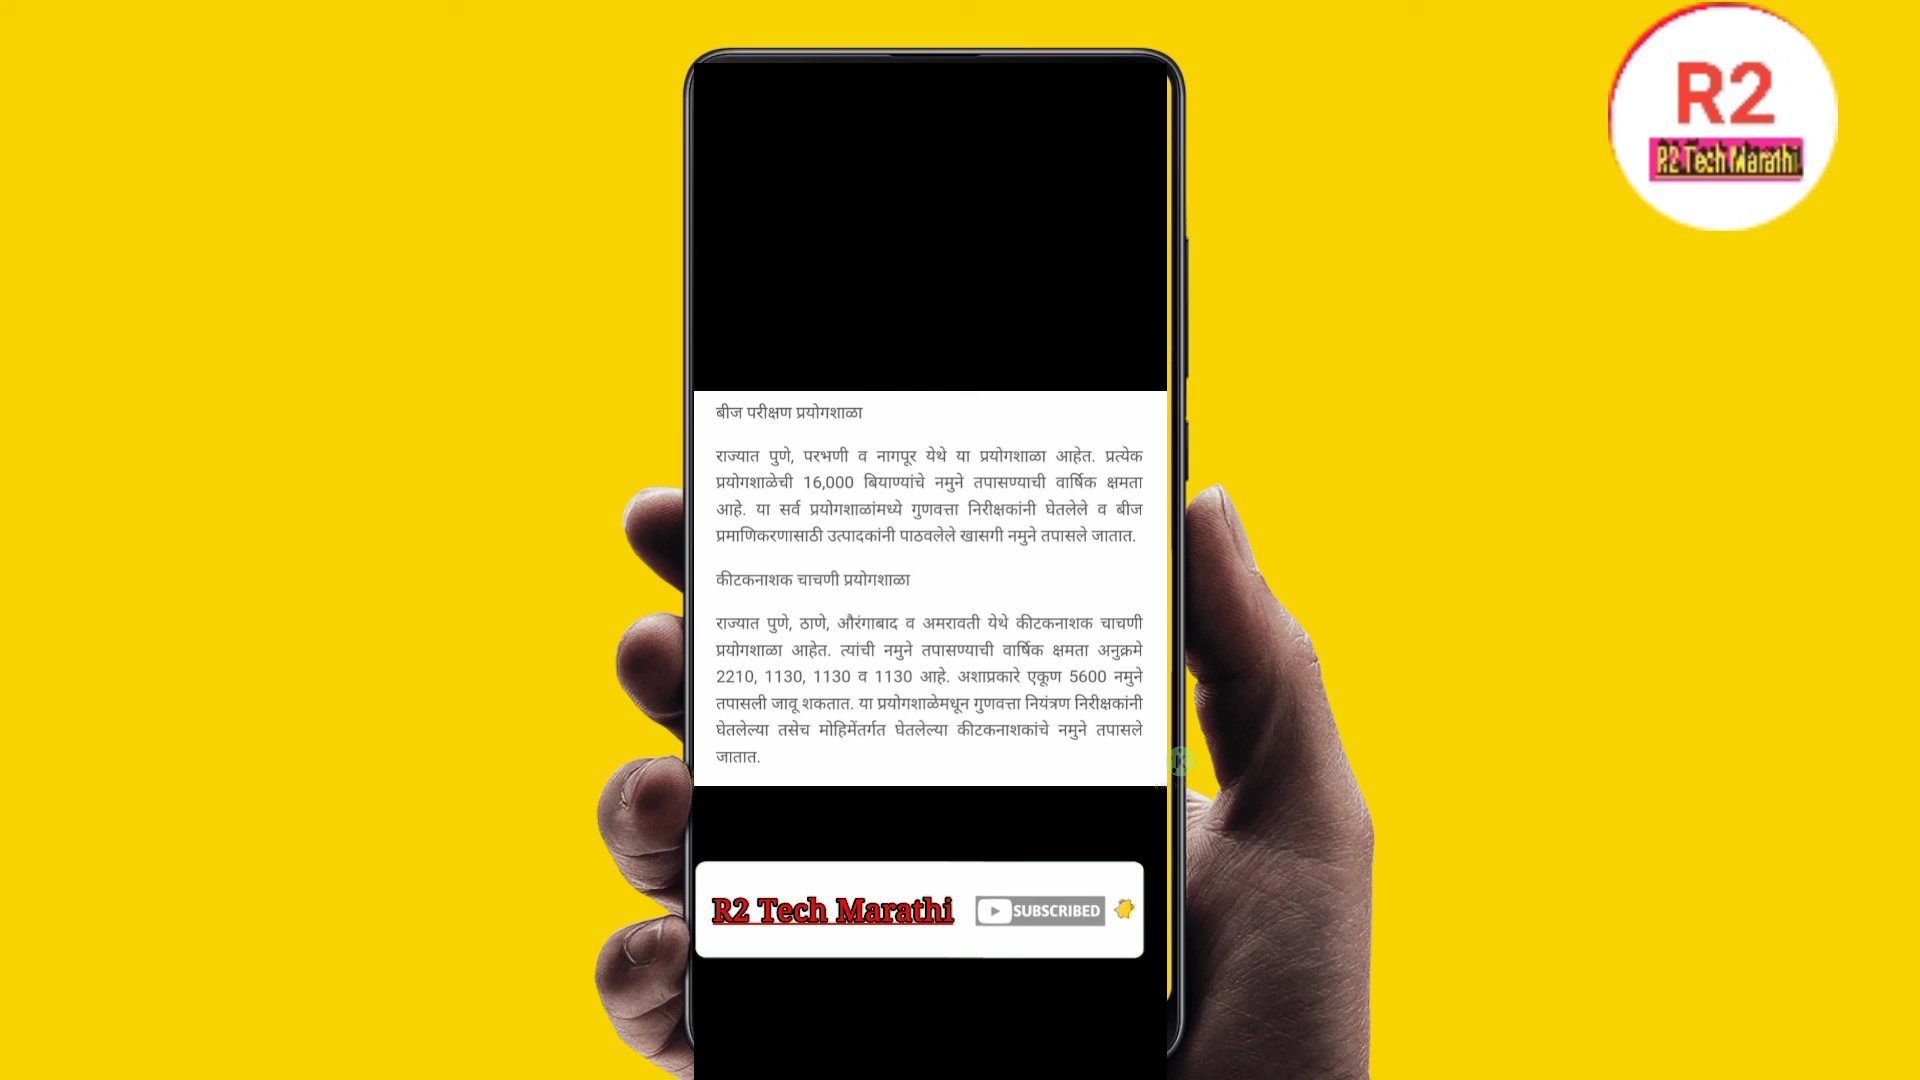 R2
R2 Tech Marathi
बीज परीक्षण प्रयोगशाळा
राज्यात पुणे, परभणी व नागपूर येथे या प्रयोगशाळा आहेत. प्रत्येक
प्रयोगशाळेची 16,000 बियाण्यांचे नमुने तपासण्याची वार्षिक क्षमता
आहे. या सर्व प्रयोगशाळांमध्ये गुणवत्ता निरीक्षकांनी घेतलेले व बीज
प्रमाणिकरणासाठी उत्पादकांनी पाठवलेले खासगी नमुने तपासले जातात.
कीटकनाशक चाचणी प्रयोगशाळा
राज्यात पुणे, ठाणे, औरंगाबाद व अमरावती येथे कीटकनाशक चाचणी
प्रयोगशाळा आहेत. त्यांची नमुने तपासण्याची वार्षिक क्षमता अनुक्रमे
2210, 1130, 1130 व 1130 आहे. अशाप्रकारे एकूण 5600 नमुने
तपासली जावू शकतात. या प्रयोगशाळेमधून गुणवत्ता नियंत्रण निरीक्षकांनी
घेतलेल्या तसेच मोहिमेंतर्गत घेतलेल्या कीटकनाशकांचे नमुने तपासले
जातात.
R2 Tech Marathi SUBSCRIBED